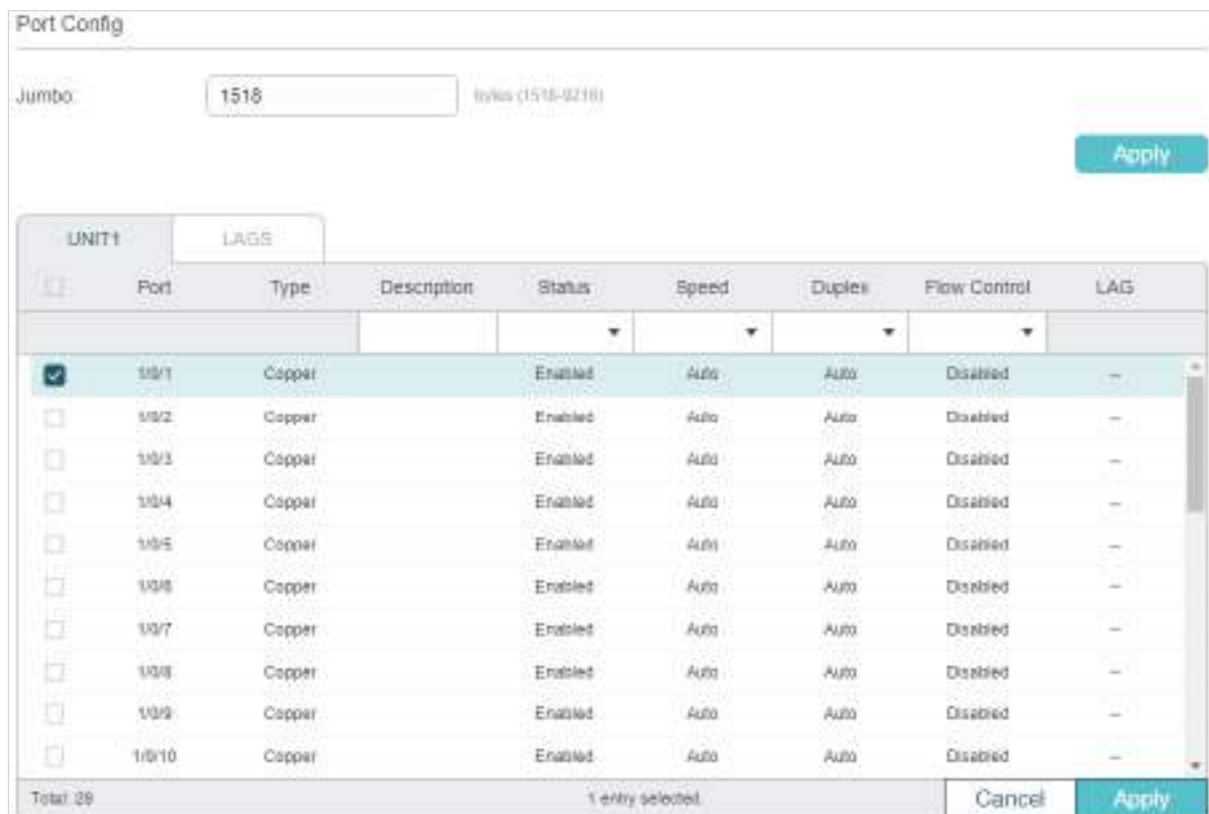 Port Config
Jumbo: 1518 bytes (1518-9216)
Apply
UNIT1 LAGS
Port Type Description Status Speed Duplex Flow Control LAG
1/0/1 Copper Enabled Auto Auto Disabled --
1/0/2 Copper Enabled Auto Auto Disabled --
1/0/3 Copper Enabled Auto Auto Disabled --
1/0/4 Copper Enabled Auto Auto Disabled --
1/0/5 Copper Enabled Auto Auto Disabled --
1/0/6 Copper Enabled Auto Auto Disabled --
1/0/7 Copper Enabled Auto Auto Disabled --
1/0/8 Copper Enabled Auto Auto Disabled --
1/0/9 Copper Enabled Auto Auto Disabled --
1/0/10 Copper Enabled Auto Auto Disabled --
Total: 28 1 entry selected. Cancel Apply